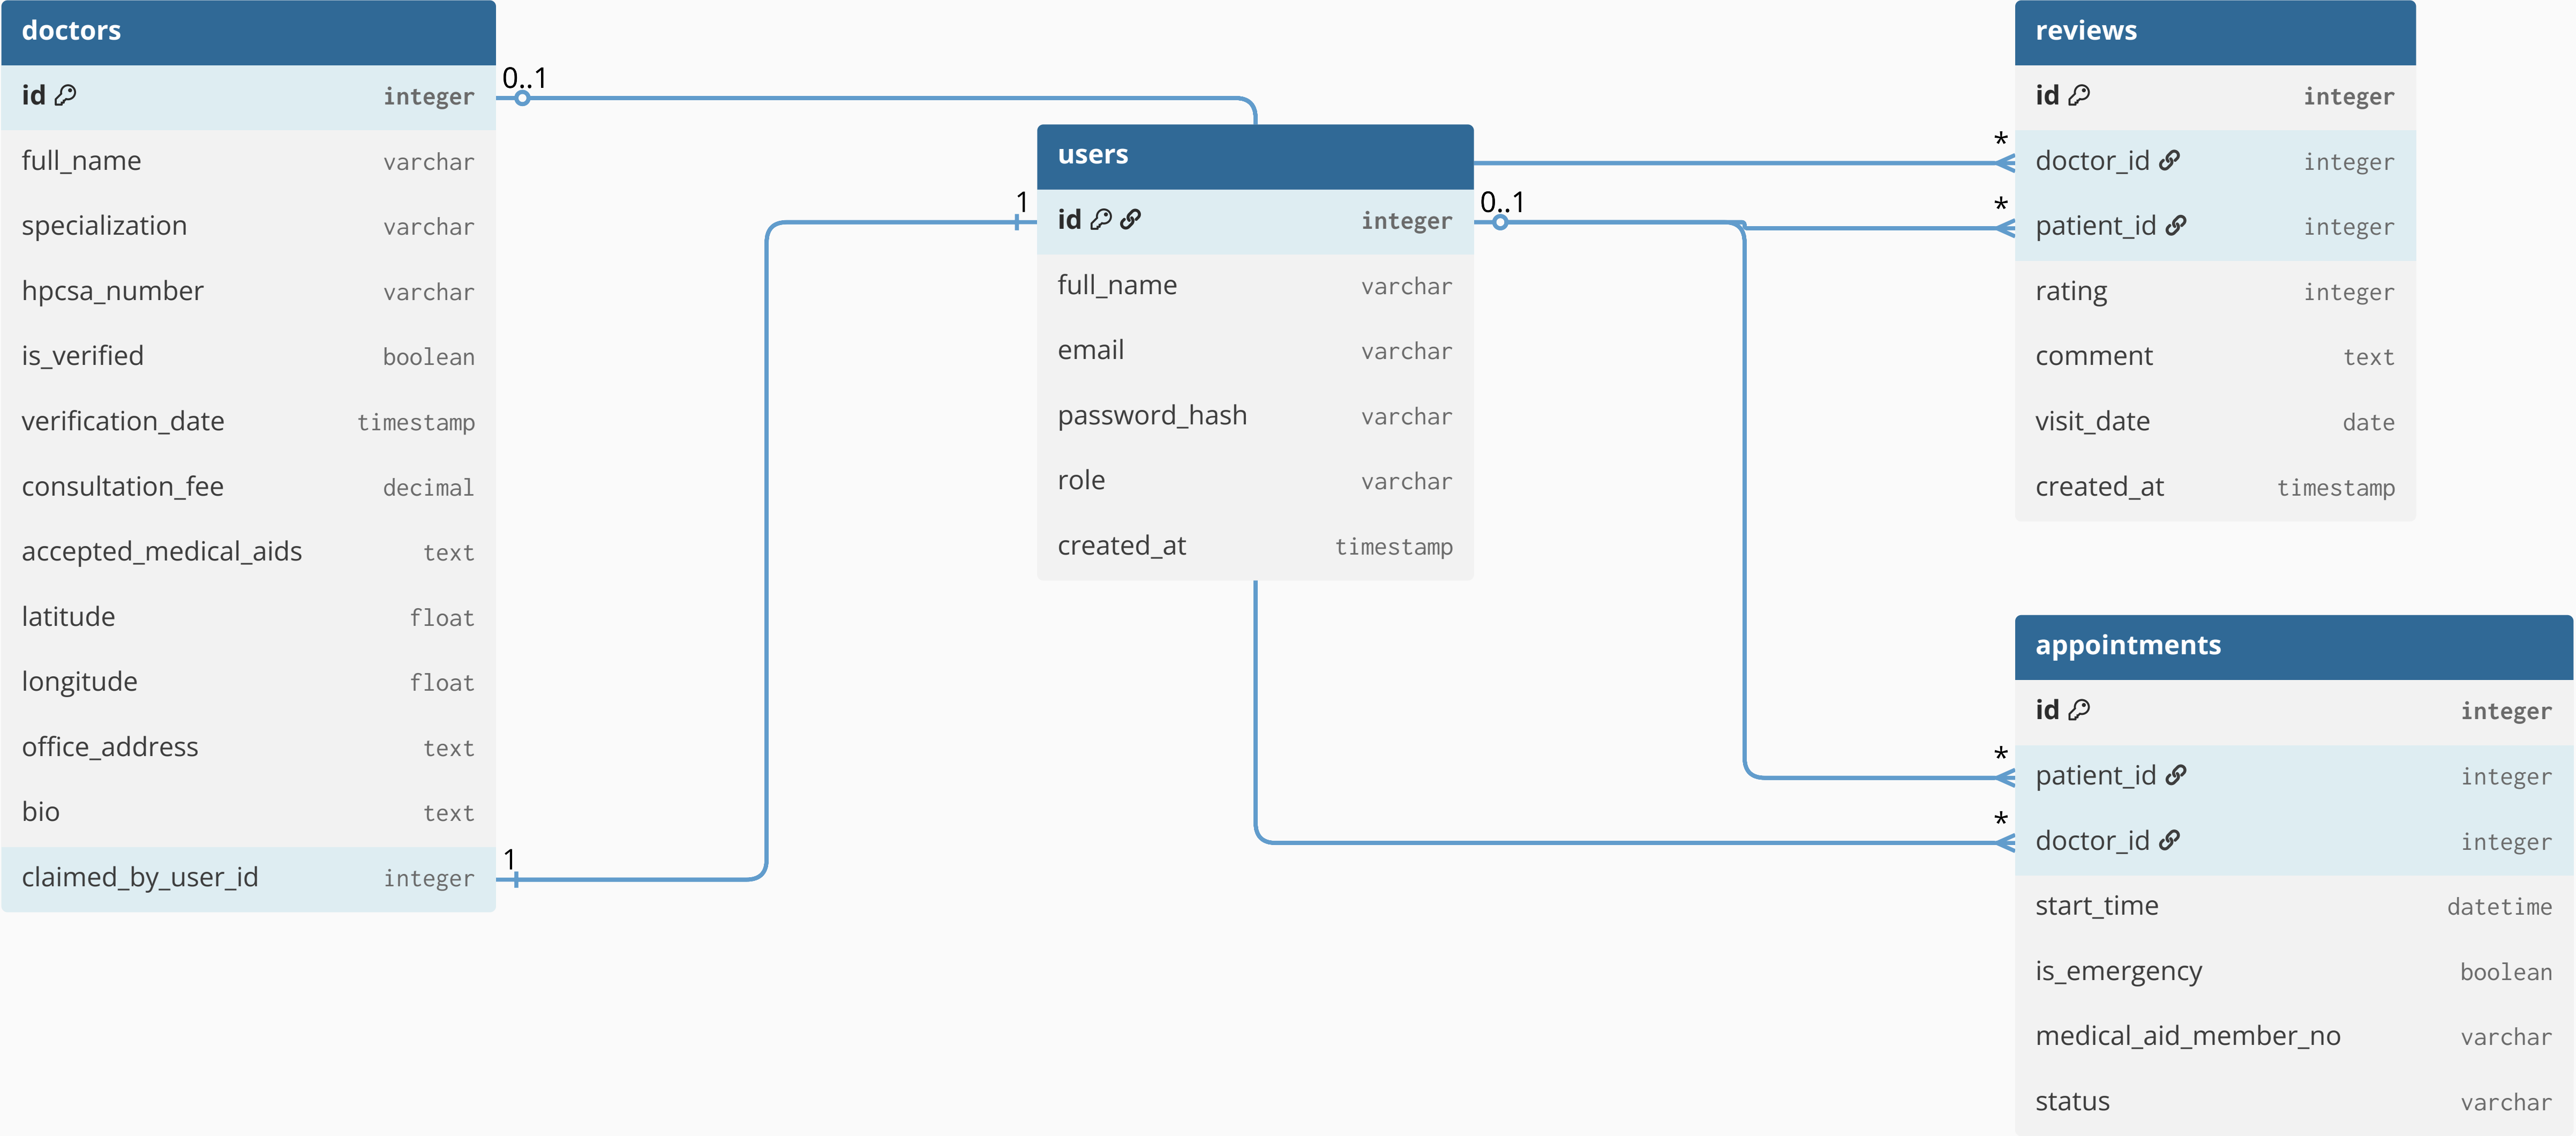 doctors
id integer
full_name varchar
specialization varchar
hpcsa_number varchar
is_verified boolean
verification_date timestamp
consultation_fee decimal
accepted_medical_aids text
latitude float
longitude float
office_address text
bio text
claimed_by_user_id integer
0..1
1
1
users
id integer
full_name varchar
email varchar
password_hash varchar
role varchar
created_at timestamp
0..1
*
*
reviews
id integer
doctor_id integer
patient_id integer
rating integer
comment text
visit_date date
created_at timestamp
*
*
appointments
id integer
patient_id integer
doctor_id integer
start_time datetime
is_emergency boolean
medical_aid_member_no varchar
status varchar